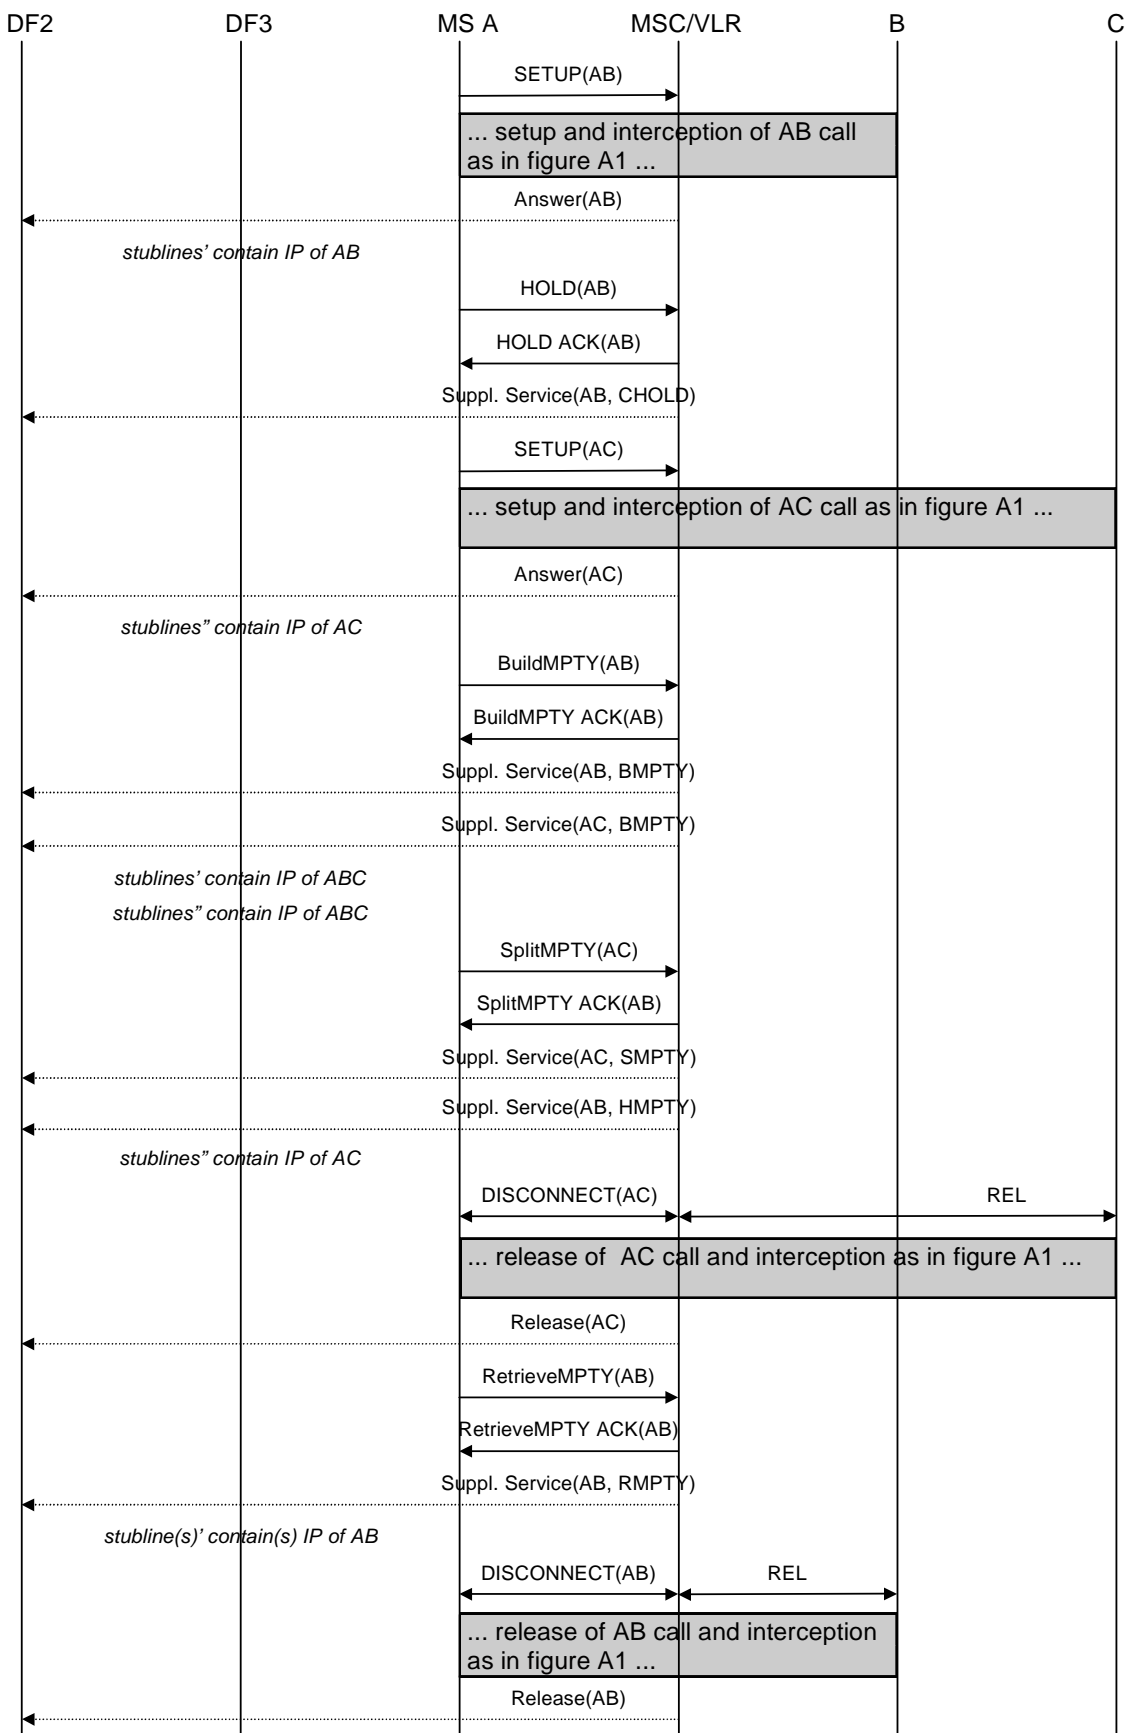 DF2 DF3 MS A MSC/VLR B C
SETUP(AB)
... setup and interception of AB call
as in figure A1 ...
Answer(AB)
stublines’ contain IP of AB
HOLD(AB)
HOLD ACK(AB)
Suppl. Service(AB, CHOLD)
SETUP(AC)
... setup and interception of AC call as in figure A1 ...
Answer(AC)
stublines” contain IP of AC
BuildMPTY(AB)
BuildMPTY ACK(AB)
Suppl. Service(AB, BMPTY)
Suppl. Service(AC, BMPTY)
stublines’ contain IP of ABC
stublines” contain IP of ABC
SplitMPTY(AC)
SplitMPTY ACK(AB)
Suppl. Service(AC, SMPTY)
Suppl. Service(AB, HMPTY)
stublines” contain IP of AC
DISCONNECT(AC) REL
... release of  AC call and interception as in figure A1 ...
Release(AC)
RetrieveMPTY(AB)
RetrieveMPTY ACK(AB)
Suppl. Service(AB, RMPTY)
stubline(s)’ contain(s) IP of AB
DISCONNECT(AB) REL
... release of AB call and interception
as in figure A1 ...
Release(AB)